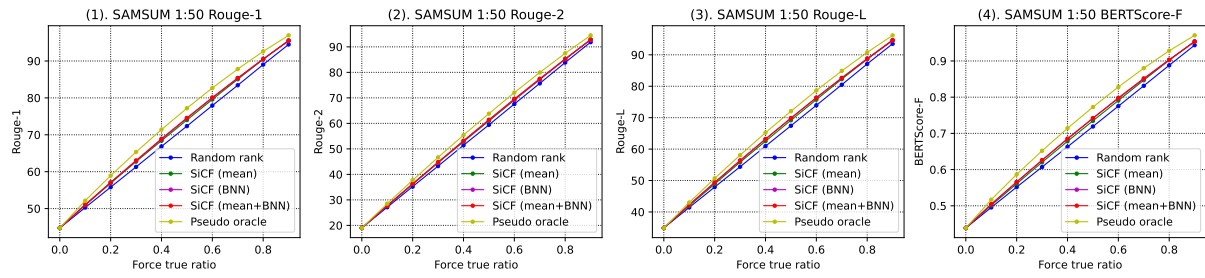 (1). SAMSUM 1:50 Rouge-1
Rouge-1
90
80
70
60
50
0.0 0.2 0.4 0.6 0.8
Force true ratio
Random rank
SiCF (mean)
SiCF (BNN)
SiCF (mean+BNN)
Pseudo oracle
(2). SAMSUM 1:50 Rouge-2
Rouge-2
90
80
70
60
50
40
30
20
0.0 0.2 0.4 0.6 0.8
Force true ratio
Random rank
SiCF (mean)
SiCF (BNN)
SiCF (mean+BNN)
Pseudo oracle
(3). SAMSUM 1:50 Rouge-L
Rouge-L
90
80
70
60
50
40
0.0 0.2 0.4 0.6 0.8
Force true ratio
Random rank
SiCF (mean)
SiCF (BNN)
SiCF (mean+BNN)
Pseudo oracle
(4). SAMSUM 1:50 BERTScore-F
BERTScore-F
0.9
0.8
0.7
0.6
0.5
0.0 0.2 0.4 0.6 0.8
Force true ratio
Random rank
SiCF (mean)
SiCF (BNN)
SiCF (mean+BNN)
Pseudo oracle